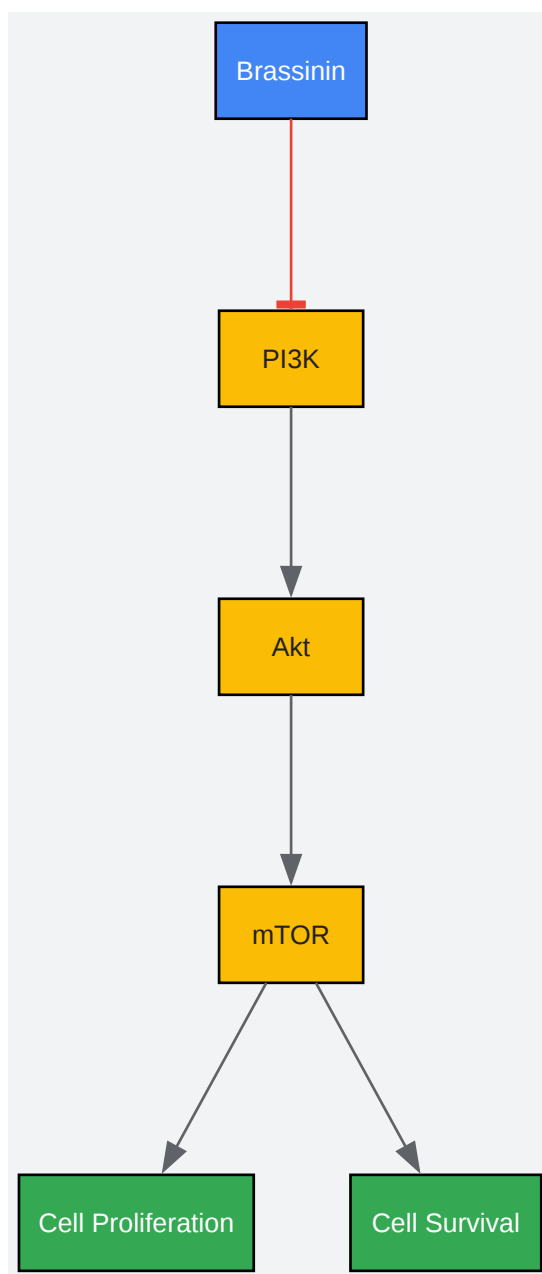 Brassinin
PI3K
Akt
mTOR
Cell Proliferation
Cell Survival